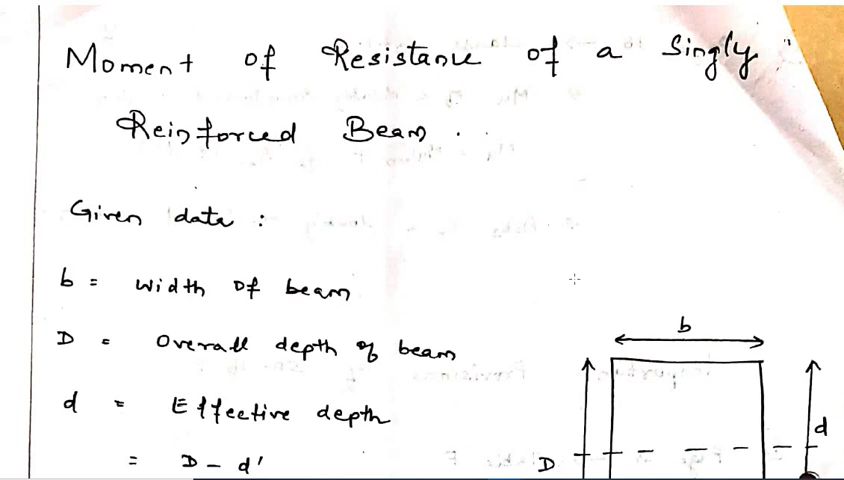 Moment of Resistance of a Singly
Reinforced Beam.
Given data :
b = width of beam
D = Overall depth of beam
d = Effective depth
= D - d'
b
D
d